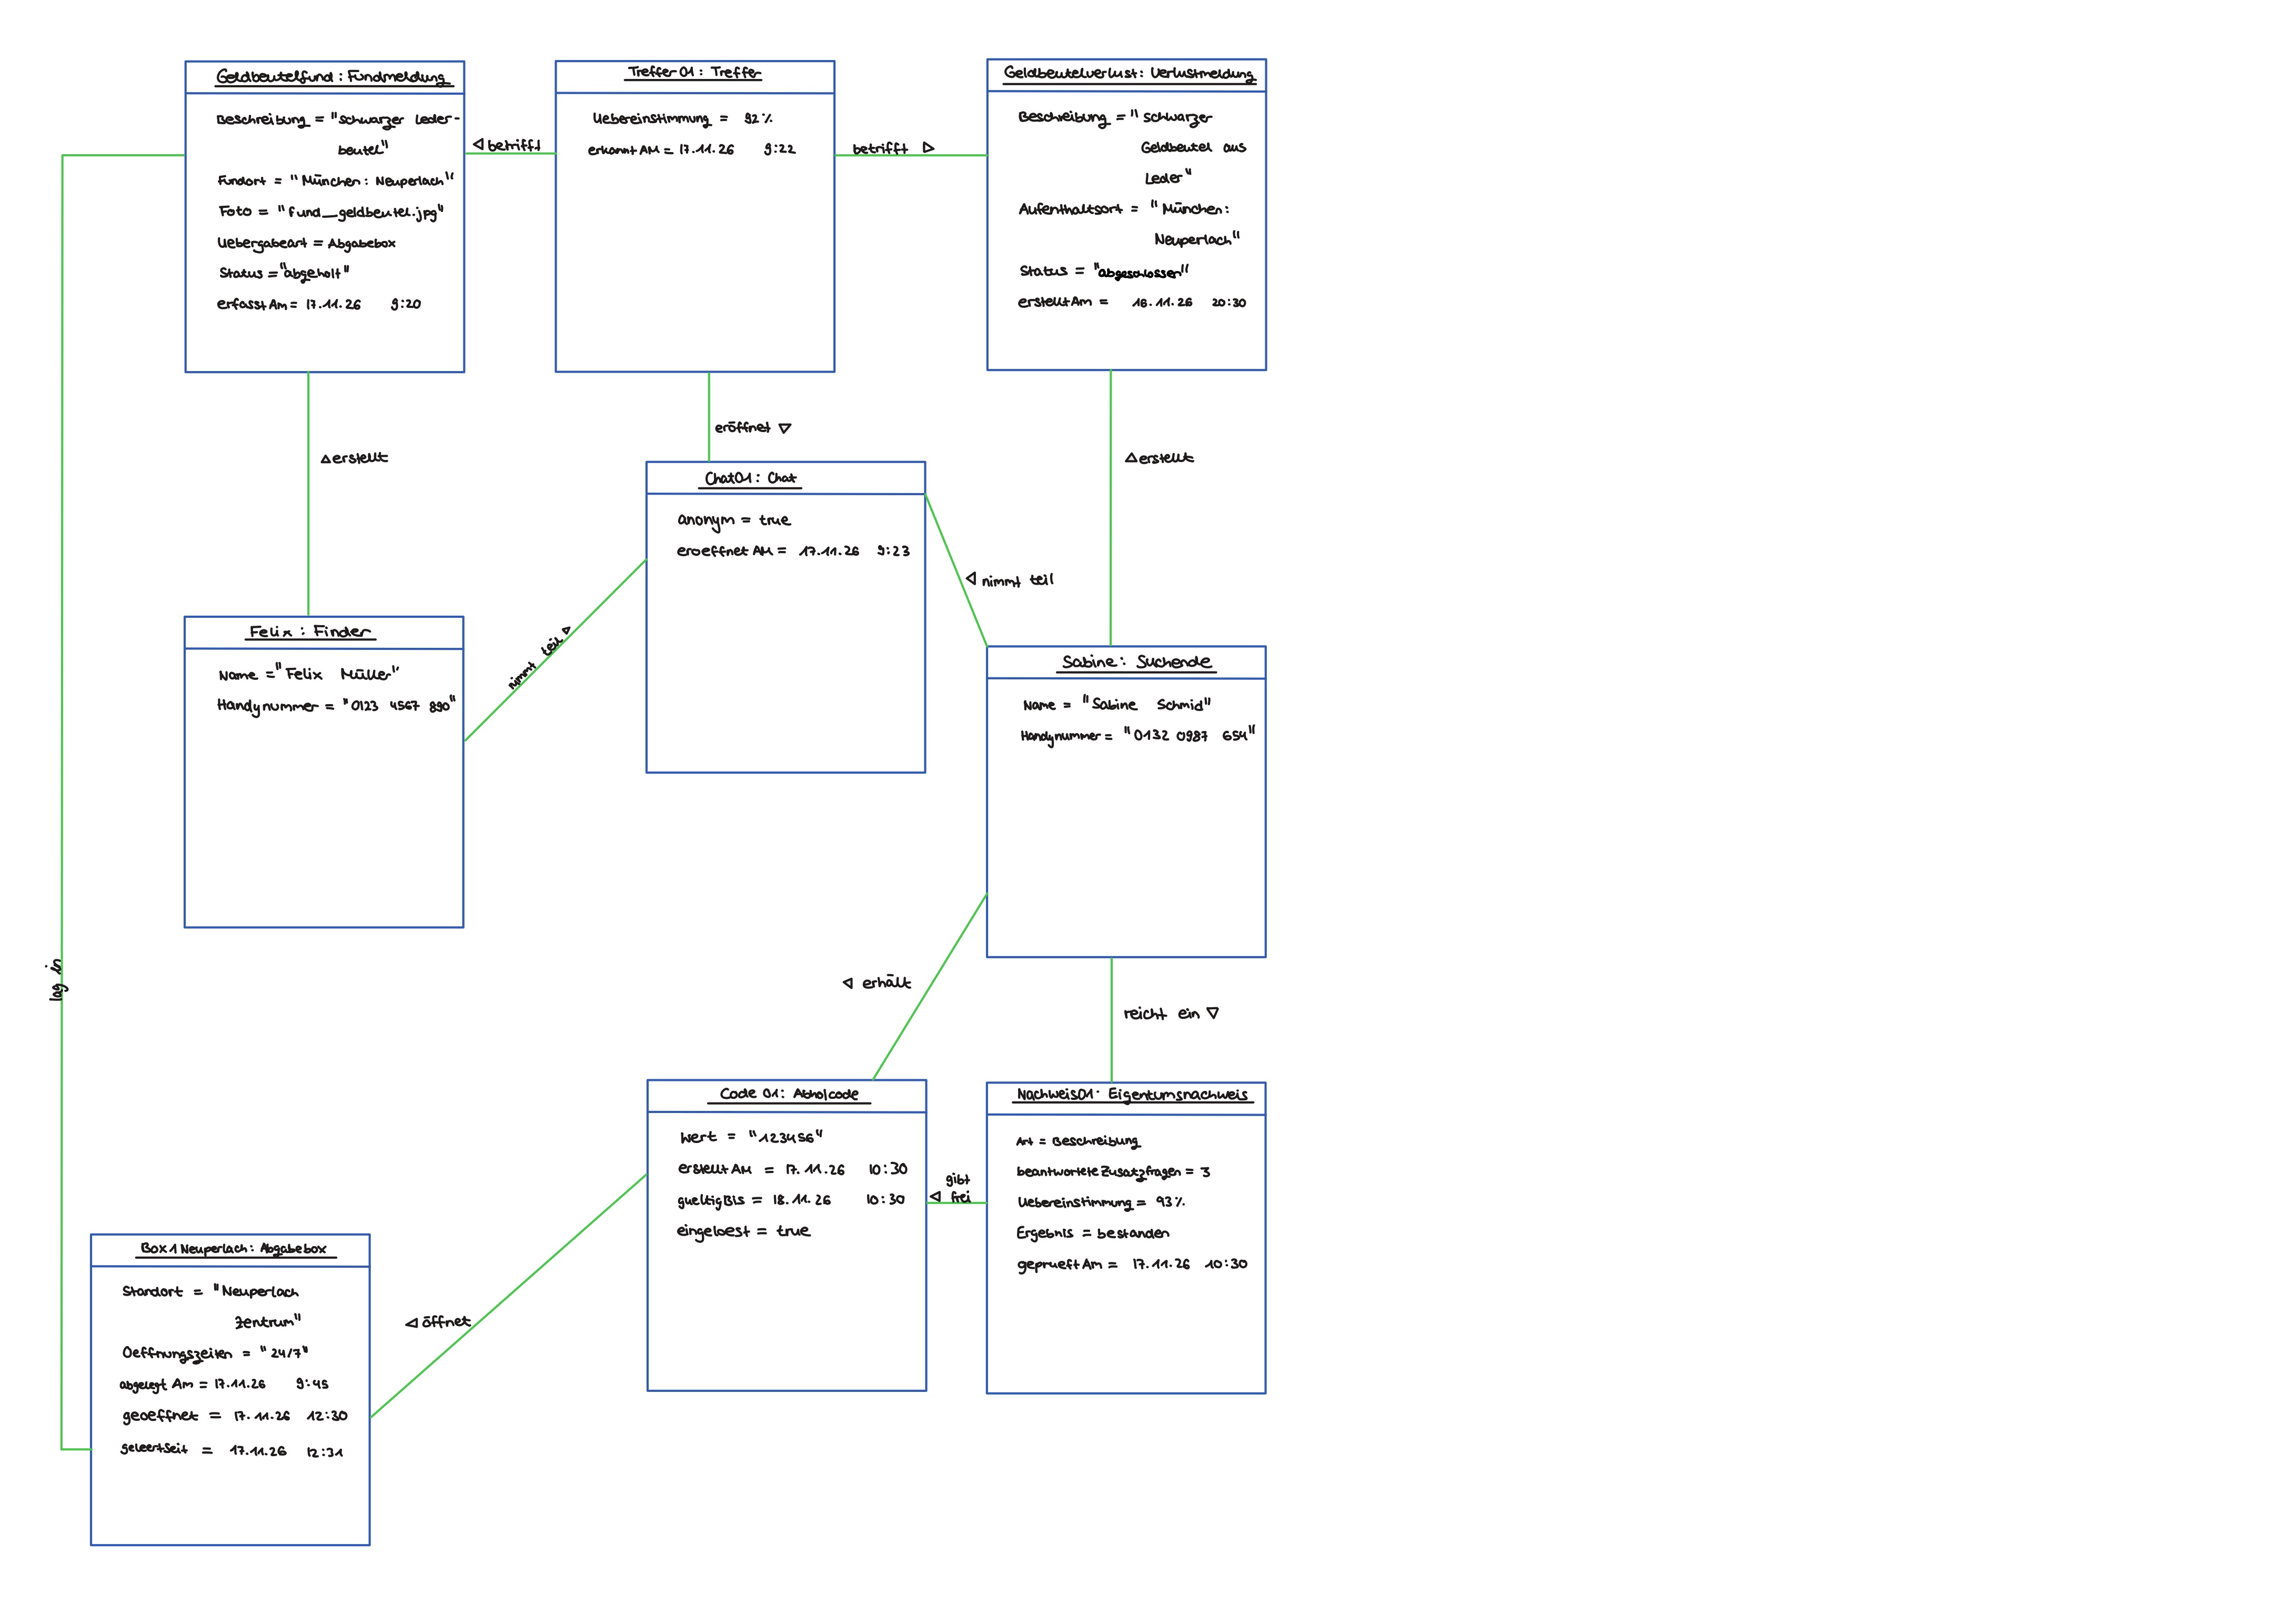 Geldbeutelfund : Fundmeldung
Beschreibung = "schwarzer Leder-
beutel"
Fundort = "München: Neuperlach"
Foto = "fund_geldbeutel.jpg"
Uebergabeart = Abgabebox
Status = "abgeholt"
erfasstAm = 17.11.26 9:20
◁ betrifft
Treffer01 : Treffer
Uebereinstimmung = 92%
erkanntAM = 17.11.26 9:22
betrifft ▷
Geldbeutelverlust: Verlustmeldung
Beschreibung = "Schwarzer
Geldbeutel aus
Leder"
Aufenthaltsort = "München:
Neuperlach"
Status = "abgeschlossen"
erstelltAm = 16.11.26 20:30
△ erstellt
eröffnet ▽
△ erstellt
Chat01: Chat
anonym = true
eroeffnetAM = 17.11.26 9:23
◁ nimmt teil
nimmt teil ▷
Felix : Finder
Name = "Felix Müller"
Handynummer = "0123 4567 890"
Sabine: Suchende
Name = "Sabine Schmid"
Handynummer = "0132 0987 654"
lag in
◁ erhält
reicht ein ▽
Code 01: Abholcode
Wert = "123456"
erstelltAM = 17.11.26 10:30
gueltigBis = 18.11.26 10:30
eingeloest = true
gibt
◁ frei
Nachweis01: Eigentumsnachweis
Art = Beschreibung
beantworteteZusatzfragen = 3
Uebereinstimmung = 93%
Ergebnis = bestanden
geprueftAm = 17.11.26 10:30
Box1Neuperlach: Abgabebox
Standort = "Neuperlach
Zentrum"
Oeffnungszeiten = "24/7"
abgelegtAm = 17.11.26 9:45
geoeffnet = 17.11.26 12:30
geleertSeit = 17.11.26 12:31
◁ öffnet